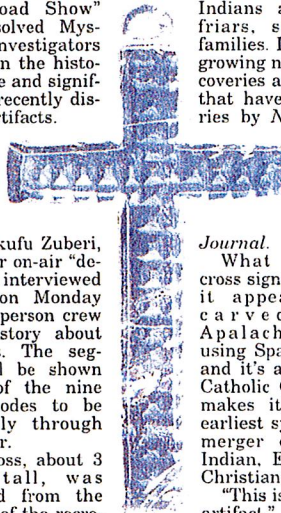 oad Show"
solved Mys-
nvestigators
n the histo-
e and signif-
recently dis-
tifacts.
kufu Zuberi,
r on-air "de-
interviewed
on Monday
person crew
story about
s. The seg-
l be shown
of the nine
odes to be
ly through
r.
oss, about 3
tall, was
d from the
Indians a
friars, s
families. I
growing n
coveries a
that have
ries by N
Journal.
What
cross sign
it appea
carved
Apalach
using Spa
and it's a
Catholic
makes it
earliest sy
merger o
Indian, E
Christian
"This is
artifact,"